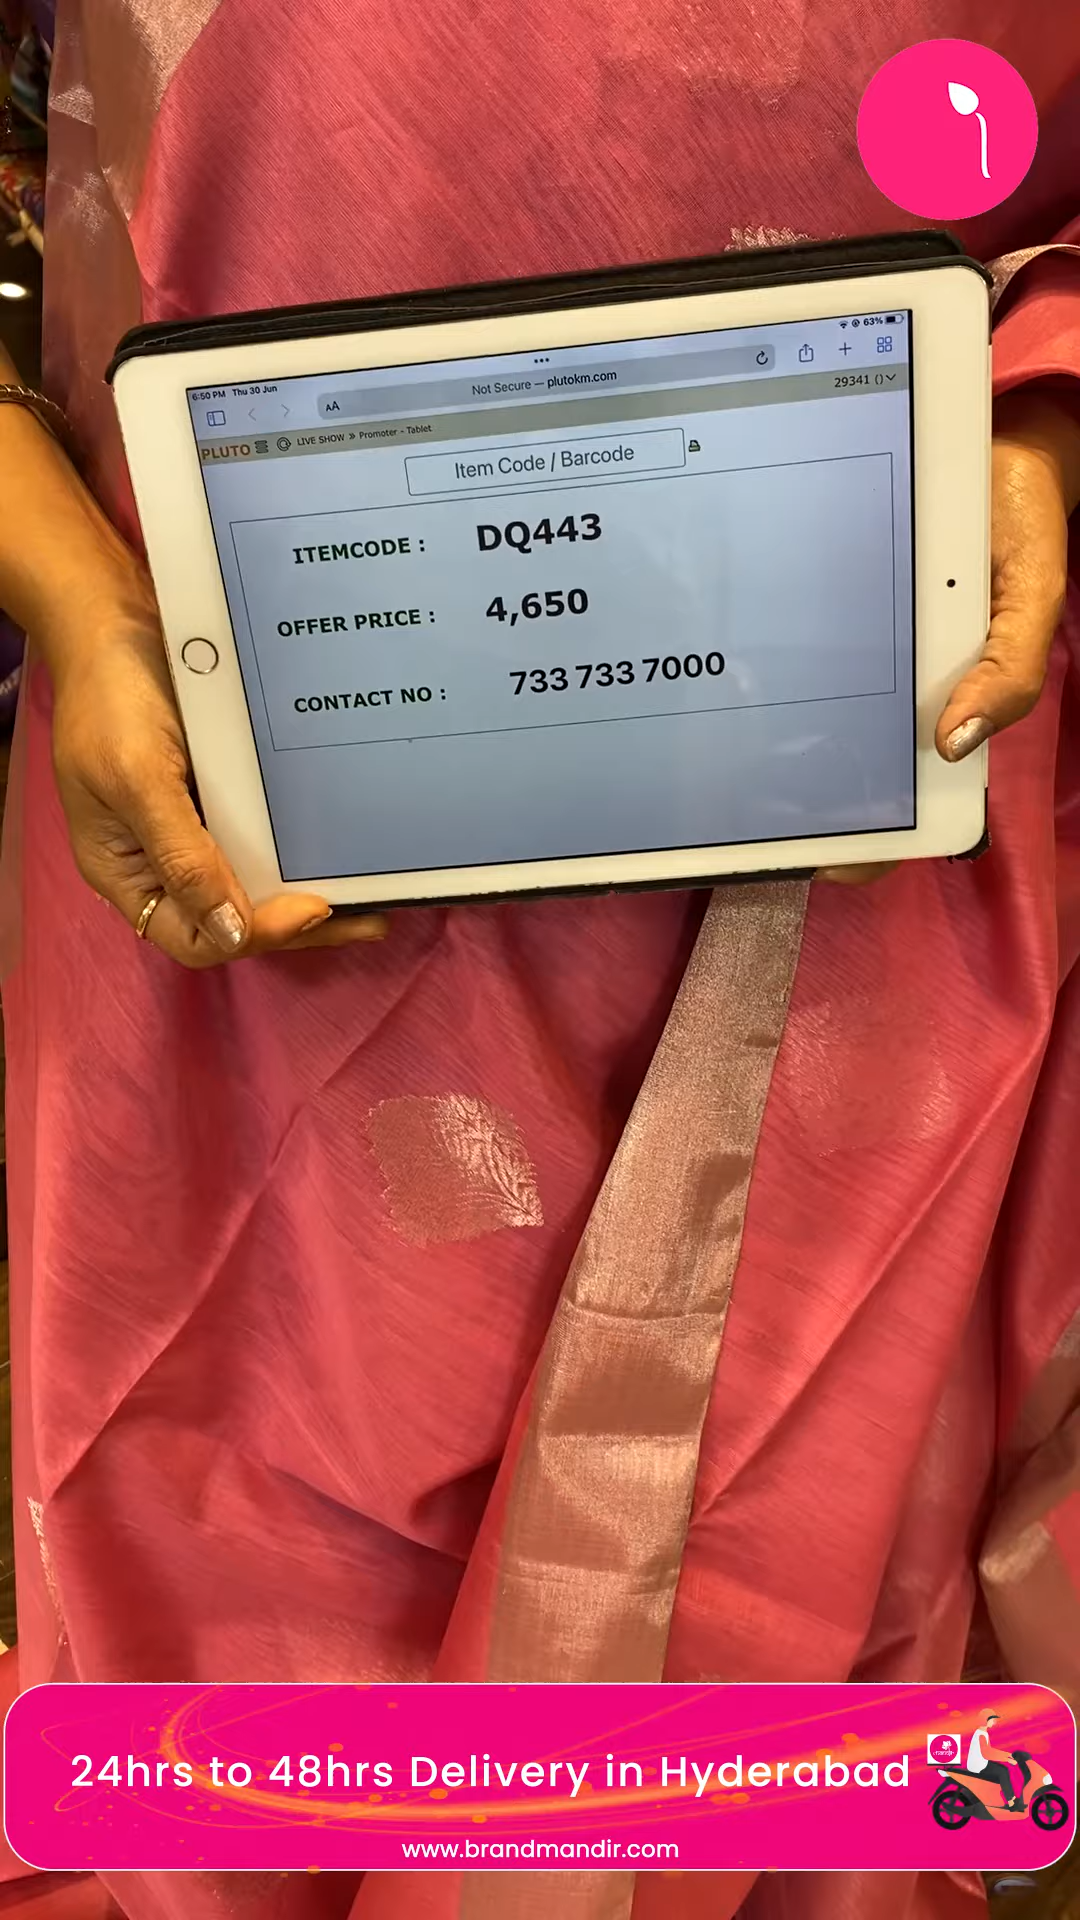 6:50 PM Thu 30 Jun
63%
AA
Not Secure — plutokm.com
PLUTO
LIVE SHOW » Promoter - Tablet
29341 ()
Item Code / Barcode
ITEMCODE : DQ443
OFFER PRICE : 4,650
CONTACT NO : 733 733 7000
24hrs to 48hrs Delivery in Hyderabad
www.brandmandir.com